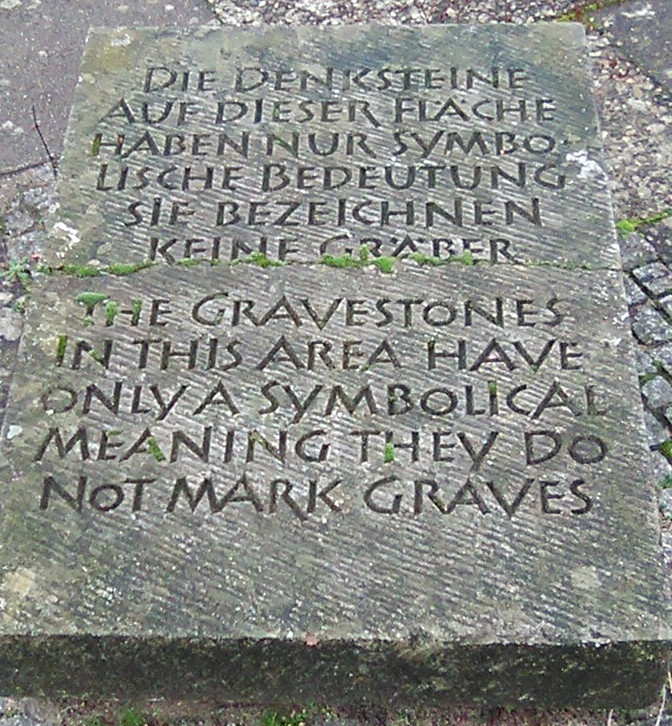 DIE DENKSTEINE
AUF DIESER FLÄCHE
HABEN NUR SYMBO-
LISCHE BEDEUTUNG
SIE BEZEICHNEN
KEINE GRÄBER
THE GRAVESTONES
IN THIS AREA HAVE
ONLY A SYMBOLICAL
MEANING THEY DO
NOT MARK GRAVES